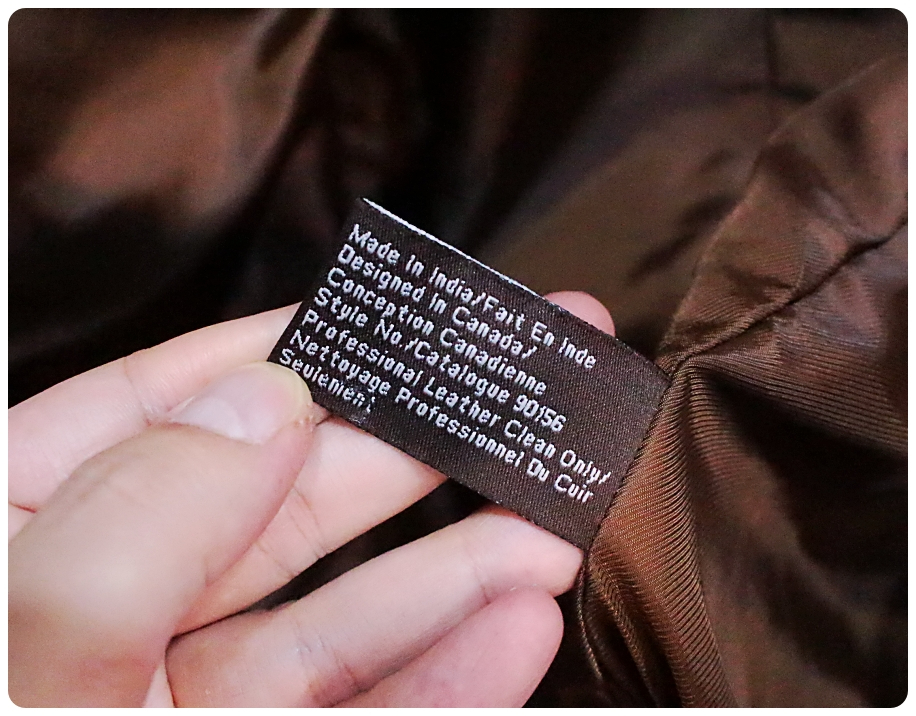 Made In India/Fait En Inde
Designed In Canada/
Conception Canadienne
Style No./Catalogue 90156
Professional Leather Clean Only/
Nettoyage Professionnel Du Cuir
Seulement